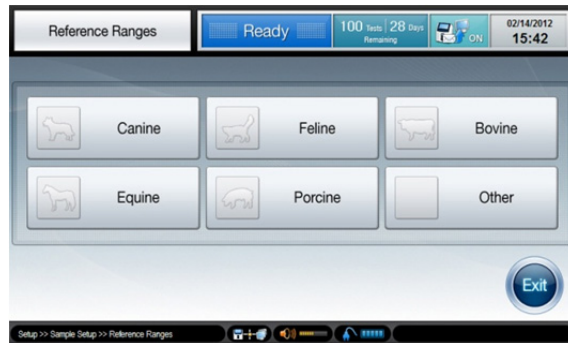 Reference Ranges
Ready
100 Tests 28 Days
Remaining
ON
02/14/2012
15:42
Canine
Feline
Bovine
Equine
Porcine
Other
Exit
Setup >> Sample Setup >> Reference Ranges